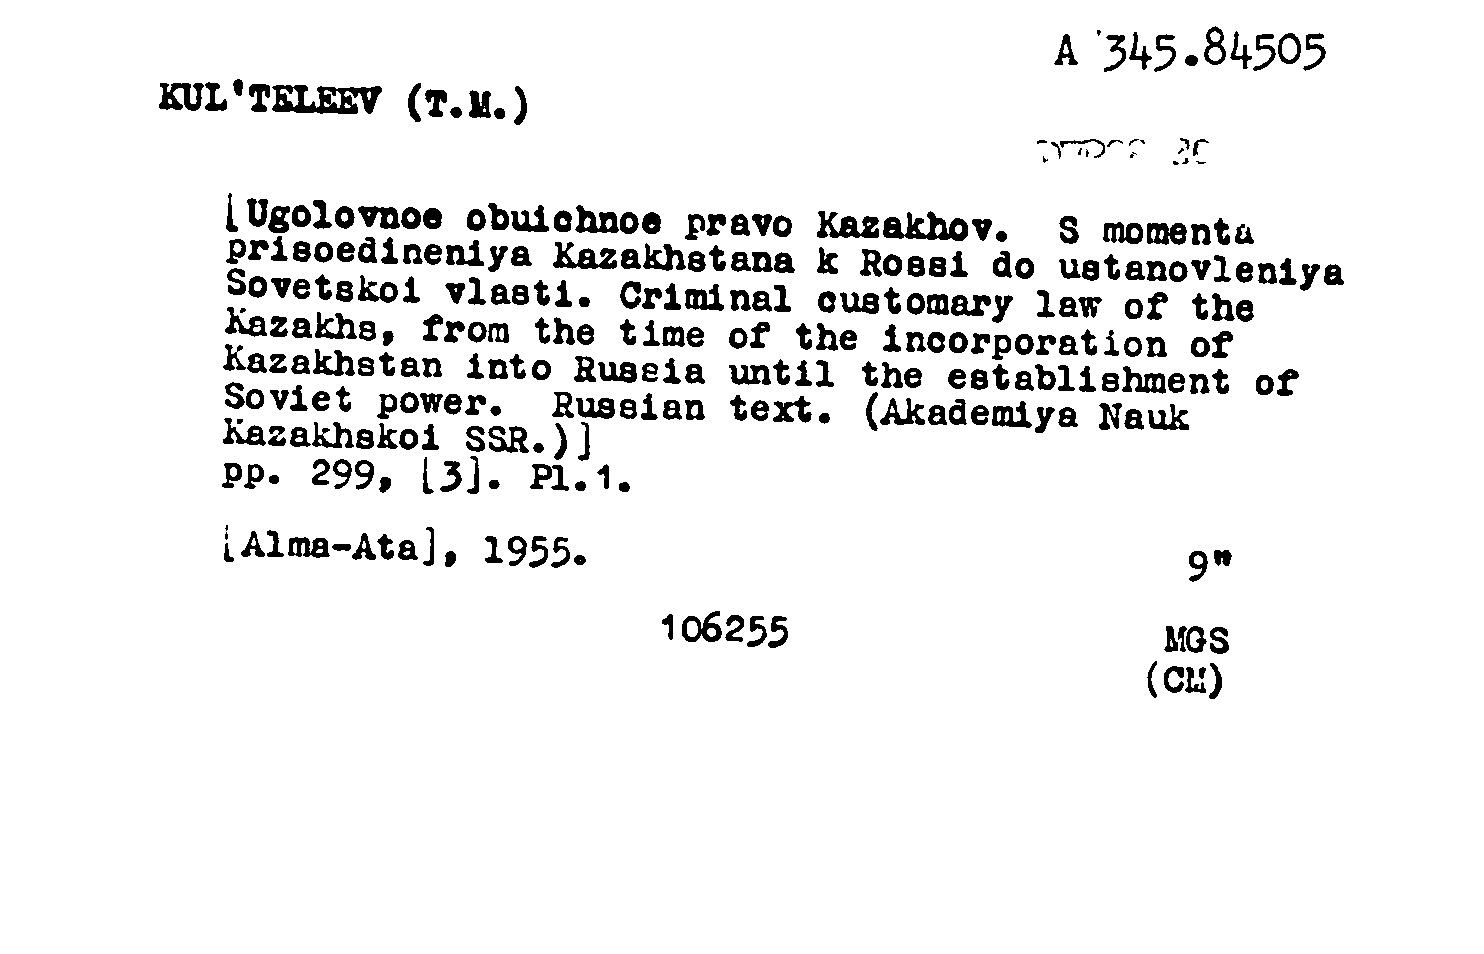 A 345.84505
KUL'TELEEV (T.M.)
[Ugolovnoe obuichnoe pravo Kazakhov. S momenta
prisoedineniya Kazakhstana k Rossi do ustanovleniya
Sovetskoi vlasti. Criminal customary law of the
Kazakhs, from the time of the incorporation of
Kazakhstan into Russia until the establishment of
Soviet power. Russian text. (Akademiya Nauk
Kazakhskoi SSR.)]
pp. 299, [3]. Pl.1.
[Alma-Ata], 1955.
9"
106255
MGS
(CM)